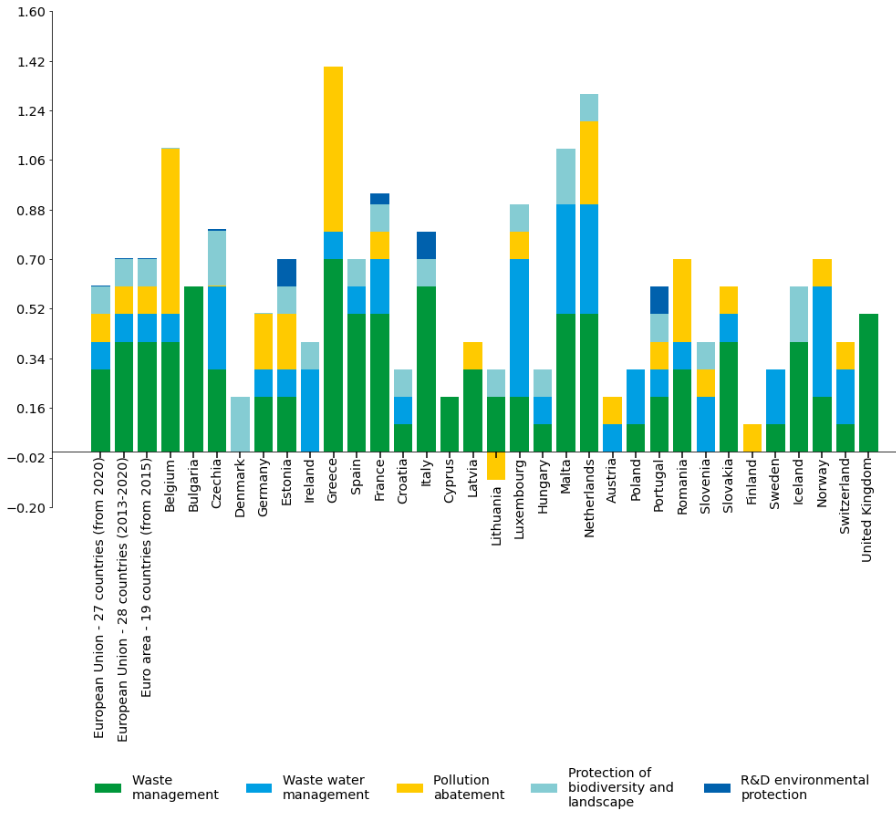 1.60
1.42
1.24
1.06
0.88
0.70
0.52
0.34
0.16
−0.02
−0.20
European Union - 27 countries (from 2020)
European Union - 28 countries (2013-2020)
Euro area - 19 countries (from 2015)
Belgium
Bulgaria
Czechia
Denmark
Germany
Estonia
Ireland
Greece
Spain
France
Croatia
Italy
Cyprus
Latvia
Lithuania
Luxembourg
Hungary
Malta
Netherlands
Austria
Poland
Portugal
Romania
Slovenia
Slovakia
Finland
Sweden
Iceland
Norway
Switzerland
United Kingdom
Waste
management
Waste water
management
Pollution
abatement
Protection of
biodiversity and
landscape
R&D environmental
protection